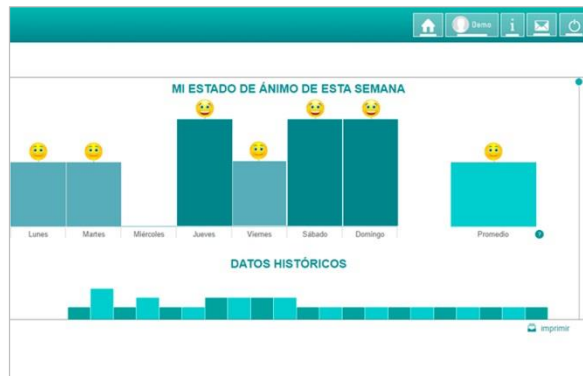 Demo
MI ESTADO DE ÁNIMO DE ESTA SEMANA
Lunes Martes Miércoles Jueves Viernes Sábado Domingo Promedio
DATOS HISTÓRICOS
imprimir